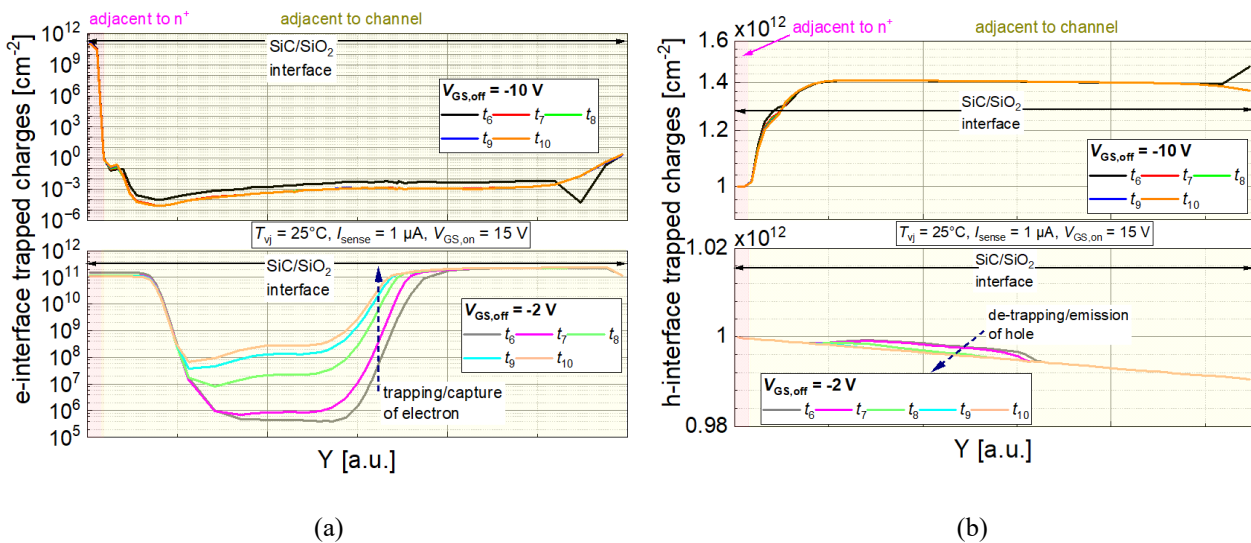 adjacent to n⁺
adjacent to channel
e-interface trapped charges [cm⁻²]
10¹²
10⁹
10⁶
10³
10⁰
10⁻³
10⁻⁶
SiC/SiO₂
interface
V_GS,off = -10 V
t₆ t₇ t₈
t₉ t₁₀
T_vj = 25°C, I_sense = 1 µA, V_GS,on = 15 V
10¹²
10¹¹
10¹⁰
10⁹
10⁸
10⁷
10⁶
10⁵
SiC/SiO₂
interface
V_GS,off = -2 V
t₆ t₇ t₈
t₉ t₁₀
trapping/capture
of electron
Y [a.u.]
(a)
h-interface trapped charges [cm⁻²]
x10¹²
1.6
1.4
1.2
1
adjacent to n⁺
adjacent to channel
SiC/SiO₂
interface
V_GS,off = -10 V
t₆ t₇ t₈
t₉ t₁₀
x10¹²
T_vj = 25°C, I_sense = 1 µA, V_GS,on = 15 V
1.02
1
0.98
SiC/SiO₂
interface
de-trapping/emission
of hole
V_GS,off = -2 V
t₆ t₇ t₈ t₉ t₁₀
Y [a.u.]
(b)